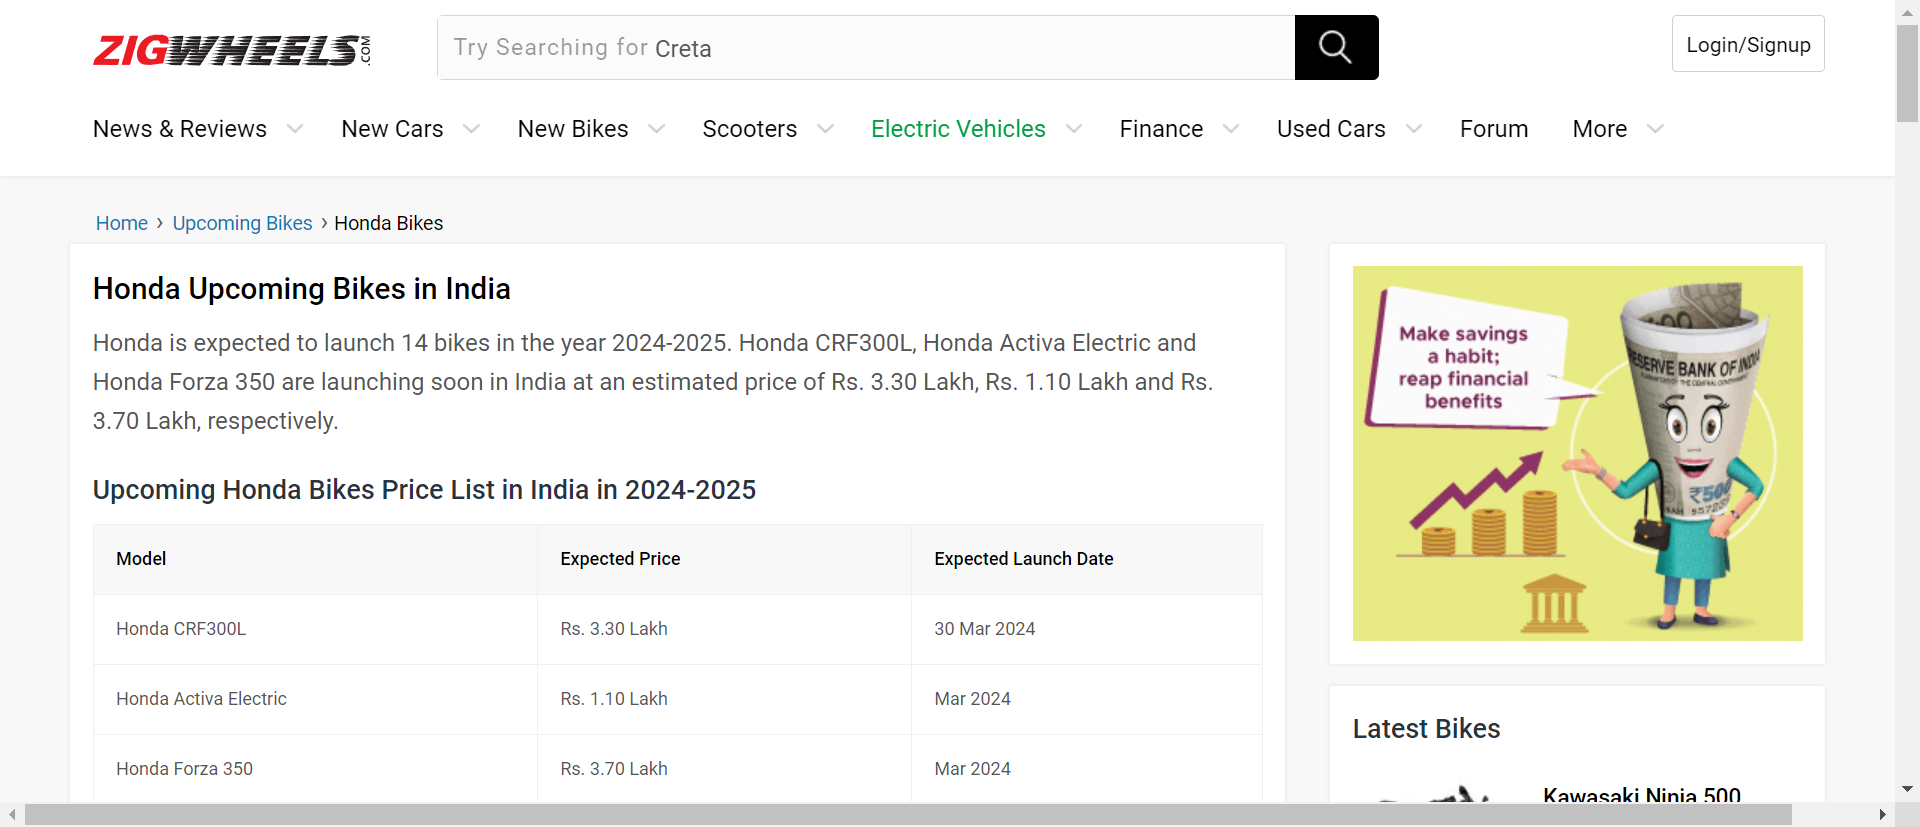 ZIGWHEELS.COM
Try Searching for Creta
Login/Signup
News & Reviews New Cars New Bikes Scooters Electric Vehicles Finance Used Cars Forum More
Home › Upcoming Bikes › Honda Bikes
Honda Upcoming Bikes in India
Honda is expected to launch 14 bikes in the year 2024-2025. Honda CRF300L, Honda Activa Electric and
Honda Forza 350 are launching soon in India at an estimated price of Rs. 3.30 Lakh, Rs. 1.10 Lakh and Rs.
3.70 Lakh, respectively.
Upcoming Honda Bikes Price List in India in 2024-2025
Model Expected Price Expected Launch Date
Honda CRF300L Rs. 3.30 Lakh 30 Mar 2024
Honda Activa Electric Rs. 1.10 Lakh Mar 2024
Honda Forza 350 Rs. 3.70 Lakh Mar 2024
Make savings
a habit;
reap financial
benefits
RESERVE BANK OF INDIA
₹500
Latest Bikes
Kawasaki Ninja 500